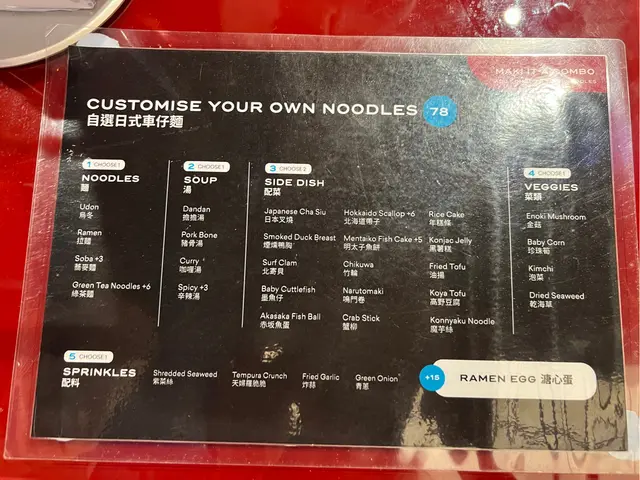 MAKI IT A COMBO
NOODLES
CUSTOMISE YOUR OWN NOODLES 78
自選日式車仔麵
1 CHOOSE 1
NOODLES
麵
Udon
烏冬
Ramen
拉麵
Soba +3
蕎麥麵
Green Tea Noodles +6
綠茶麵
2 CHOOSE 1
SOUP
湯
Dandan
擔擔湯
Pork Bone
豬骨湯
Curry
咖喱湯
Spicy +3
辛辣湯
3 CHOOSE 2
SIDE DISH
配菜
Japanese Cha Siu
日本叉燒
Smoked Duck Breast
煙燻鴨胸
Surf Clam
北寄貝
Baby Cuttlefish
墨魚仔
Akasaka Fish Ball
赤坂魚蛋
Hokkaido Scallop +6
北海道帶子
Mentaiko Fish Cake +5
明太子魚餅
Chikuwa
竹輪
Narutomaki
鳴門卷
Crab Stick
蟹柳
Rice Cake
年糕條
Konjac Jelly
黑薯糕
Fried Tofu
油揚
Koya Tofu
高野豆腐
Konnyaku Noodle
魔芋絲
4 CHOOSE 1
VEGGIES
菜類
Enoki Mushroom
金菇
Baby Corn
珍珠筍
Kimchi
泡菜
Dried Seaweed
乾海草
5 CHOOSE 1
SPRINKLES
配料
Shredded Seaweed
紫菜絲
Tempura Crunch
天婦羅脆脆
Fried Garlic
炸蒜
Green Onion
青蔥
+15 RAMEN EGG 溏心蛋